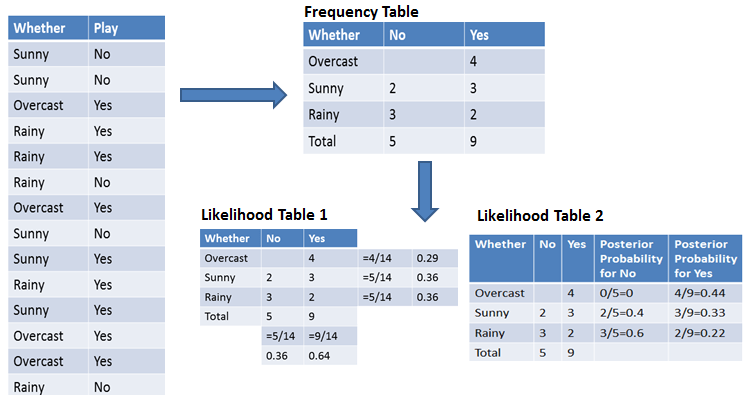 Whether Play
Sunny No
Sunny No
Overcast Yes
Rainy Yes
Rainy Yes
Rainy No
Overcast Yes
Sunny No
Sunny Yes
Rainy Yes
Sunny Yes
Overcast Yes
Overcast Yes
Rainy No
Frequency Table
Whether No Yes
Overcast 4
Sunny 2 3
Rainy 3 2
Total 5 9
Likelihood Table 1
Whether No Yes
Overcast 4 =4/14 0.29
Sunny 2 3 =5/14 0.36
Rainy 3 2 =5/14 0.36
Total 5 9
=5/14 =9/14
0.36 0.64
Likelihood Table 2
Whether No Yes Posterior Posterior
Probability Probability
for No for Yes
Overcast 4 0/5=0 4/9=0.44
Sunny 2 3 2/5=0.4 3/9=0.33
Rainy 3 2 3/5=0.6 2/9=0.22
Total 5 9